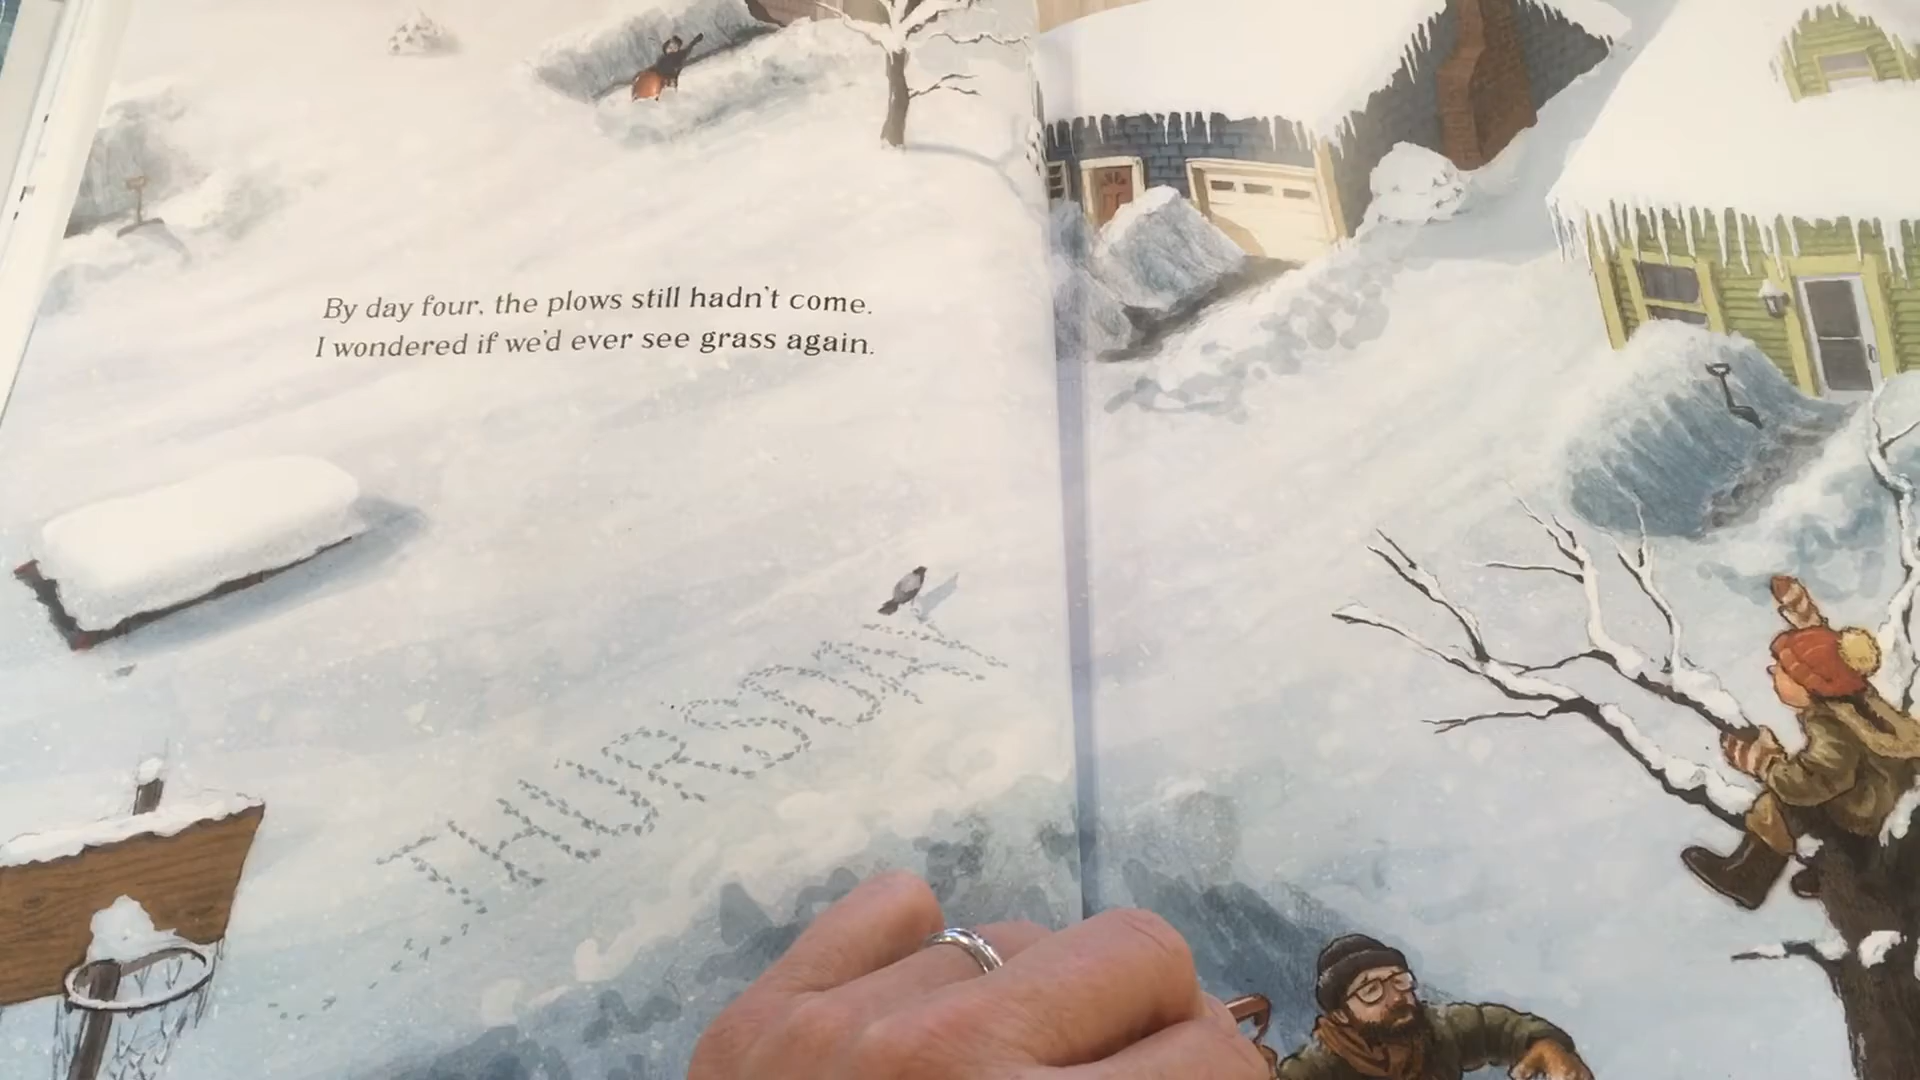 By day four, the plows still hadn't come.
I wondered if we'd ever see grass again.
THURSDAY